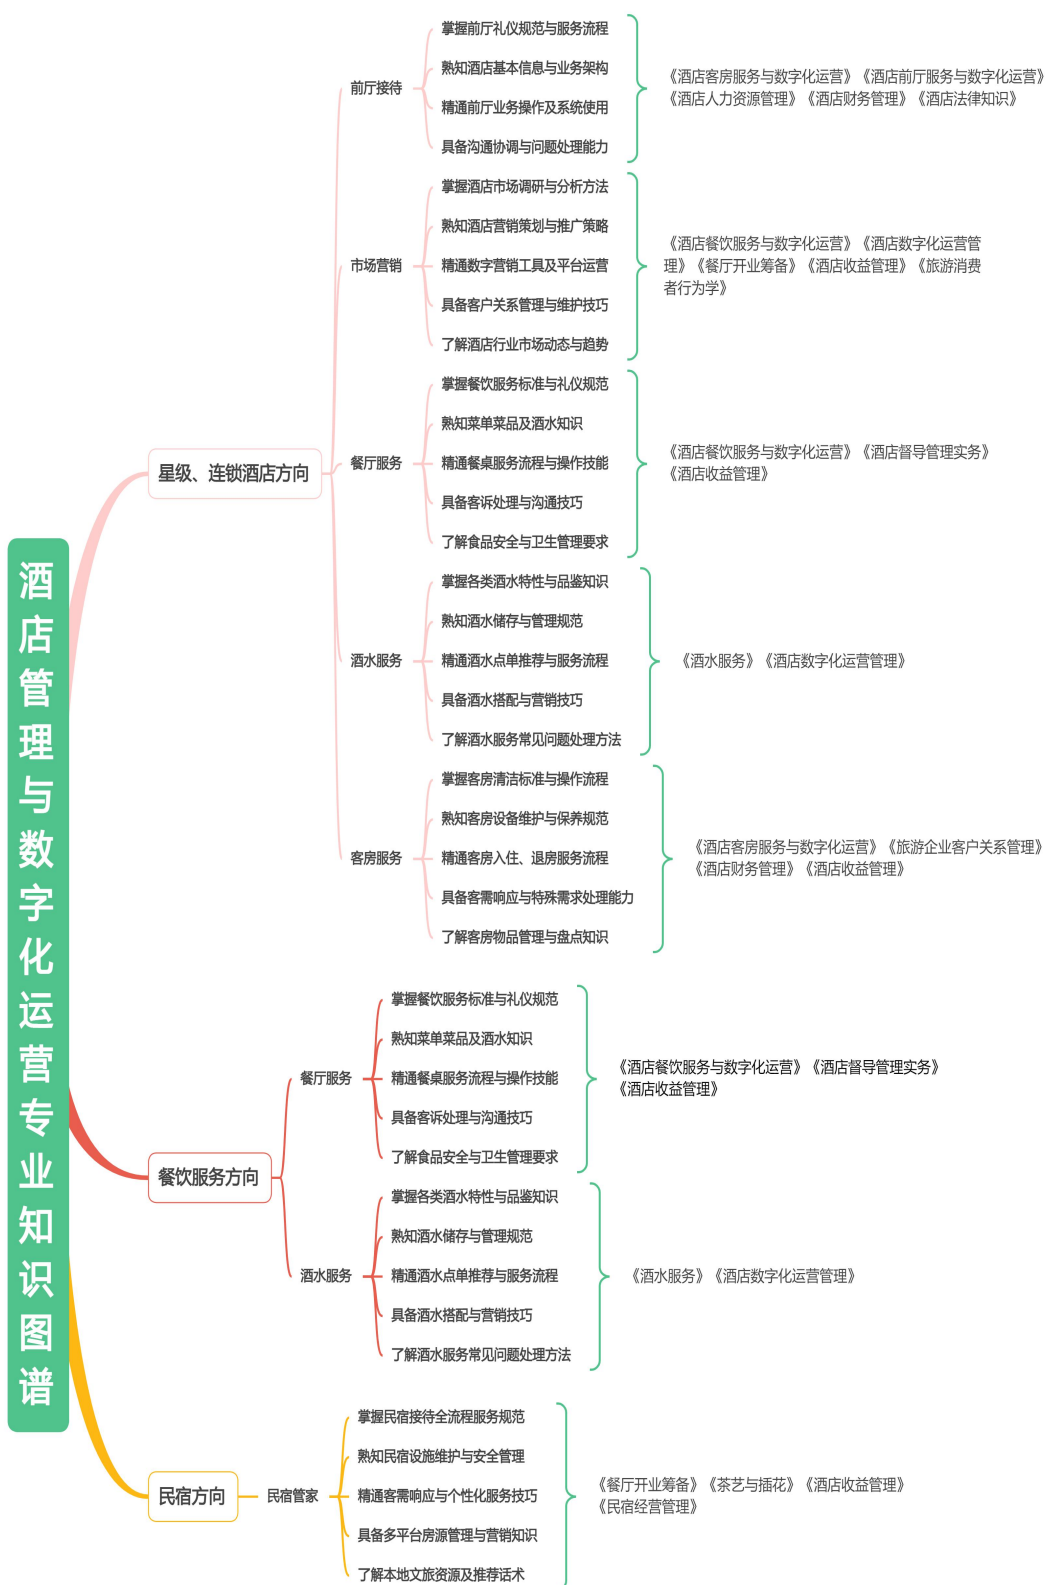 酒店管理与数字化运营专业知识图谱
星级、连锁酒店方向
前厅接待
掌握前厅礼仪规范与服务流程
熟知酒店基本信息与业务架构
精通前厅业务操作及系统使用
具备沟通协调与问题处理能力
《酒店客房服务与数字化运营》《酒店前厅服务与数字化运营》
《酒店人力资源管理》《酒店财务管理》《酒店法律知识》
市场营销
掌握酒店市场调研与分析方法
熟知酒店营销策划与推广策略
精通数字营销工具及平台运营
具备客户关系管理与维护技巧
了解酒店行业市场动态与趋势
《酒店餐饮服务与数字化运营》《酒店数字化运营管
理》《餐厅开业筹备》《酒店收益管理》《旅游消费
者行为学》
餐厅服务
掌握餐饮服务标准与礼仪规范
熟知菜单菜品及酒水知识
精通餐桌服务流程与操作技能
具备客诉处理与沟通技巧
了解食品安全与卫生管理要求
《酒店餐饮服务与数字化运营》《酒店督导管理实务》
《酒店收益管理》
酒水服务
掌握各类酒水特性与品鉴知识
熟知酒水储存与管理规范
精通酒水点单推荐与服务流程
具备酒水搭配与营销技巧
了解酒水服务常见问题处理方法
《酒水服务》《酒店数字化运营管理》
客房服务
掌握客房清洁标准与操作流程
熟知客房设备维护与保养规范
精通客房入住、退房服务流程
具备客需响应与特殊需求处理能力
了解客房物品管理与盘点知识
《酒店客房服务与数字化运营》《旅游企业客户关系管理》
《酒店财务管理》《酒店收益管理》
餐饮服务方向
餐厅服务
掌握餐饮服务标准与礼仪规范
熟知菜单菜品及酒水知识
精通餐桌服务流程与操作技能
具备客诉处理与沟通技巧
了解食品安全与卫生管理要求
《酒店餐饮服务与数字化运营》《酒店督导管理实务》
《酒店收益管理》
酒水服务
掌握各类酒水特性与品鉴知识
熟知酒水储存与管理规范
精通酒水点单推荐与服务流程
具备酒水搭配与营销技巧
了解酒水服务常见问题处理方法
《酒水服务》《酒店数字化运营管理》
民宿方向
民宿管家
掌握民宿接待全流程服务规范
熟知民宿设施维护与安全管理
精通客需响应与个性化服务技巧
具备多平台房源管理与营销知识
了解本地文旅资源及推荐话术
《餐厅开业筹备》《茶艺与插花》《酒店收益管理》
《民宿经营管理》